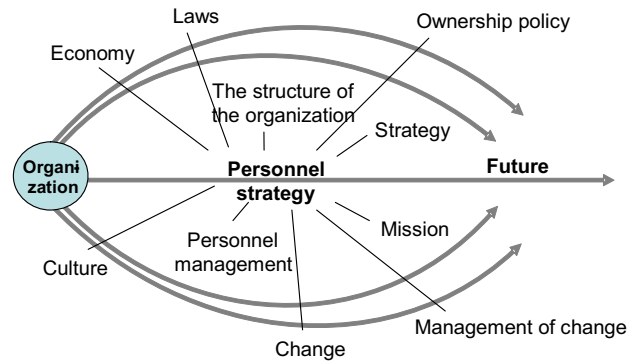 Laws
Ownership policy
Economy
The structure of
the organization
Strategy
Organi-
zation
Personnel
strategy
Future
Mission
Personnel
management
Culture
Management of change
Change